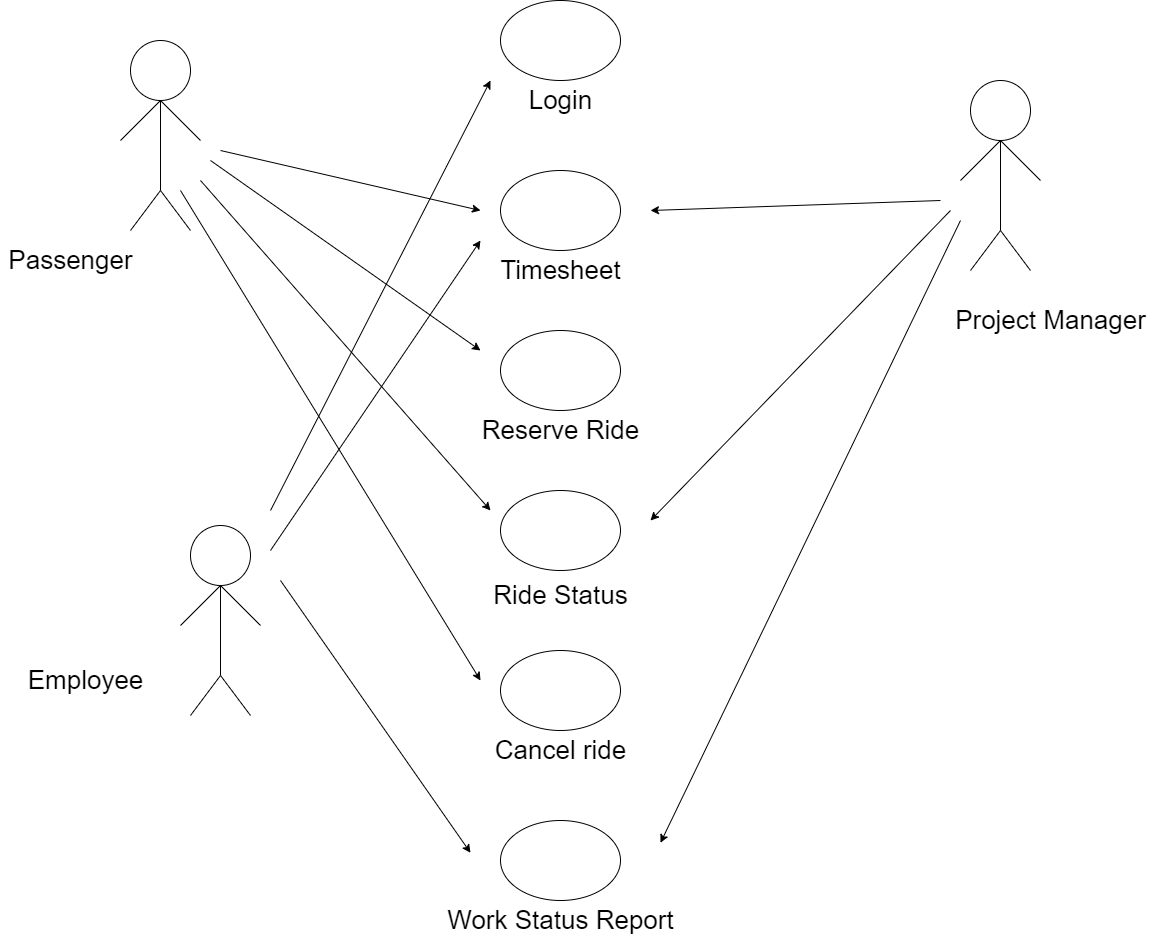 Login
Passenger
Timesheet
Project Manager
Reserve Ride
Ride Status
Employee
Cancel ride
Work Status Report